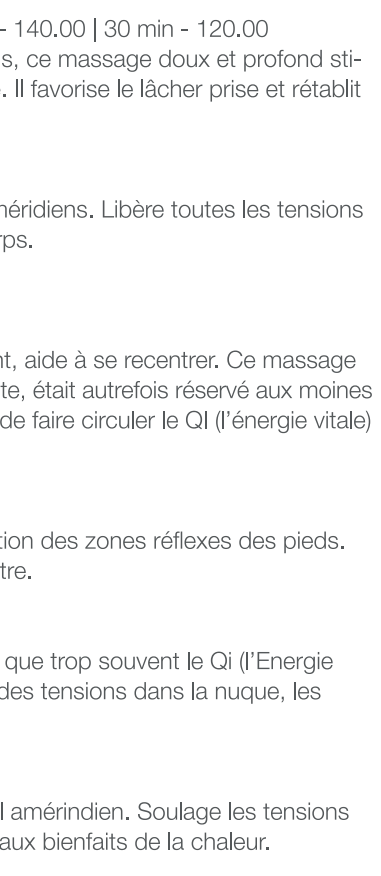 - 140.00 | 30 min - 120.00
s, ce massage doux et profond sti-
. Il favorise le lâcher prise et rétablit
méridiens. Libère toutes les tensions
rps.
nt, aide à se recentrer. Ce massage
te, était autrefois réservé aux moines
de faire circuler le QI (l'énergie vitale)
tion des zones réflexes des pieds.
tre.
que trop souvent le Qi (l'Energie
des tensions dans la nuque, les
l amérindien. Soulage les tensions
aux bienfaits de la chaleur.